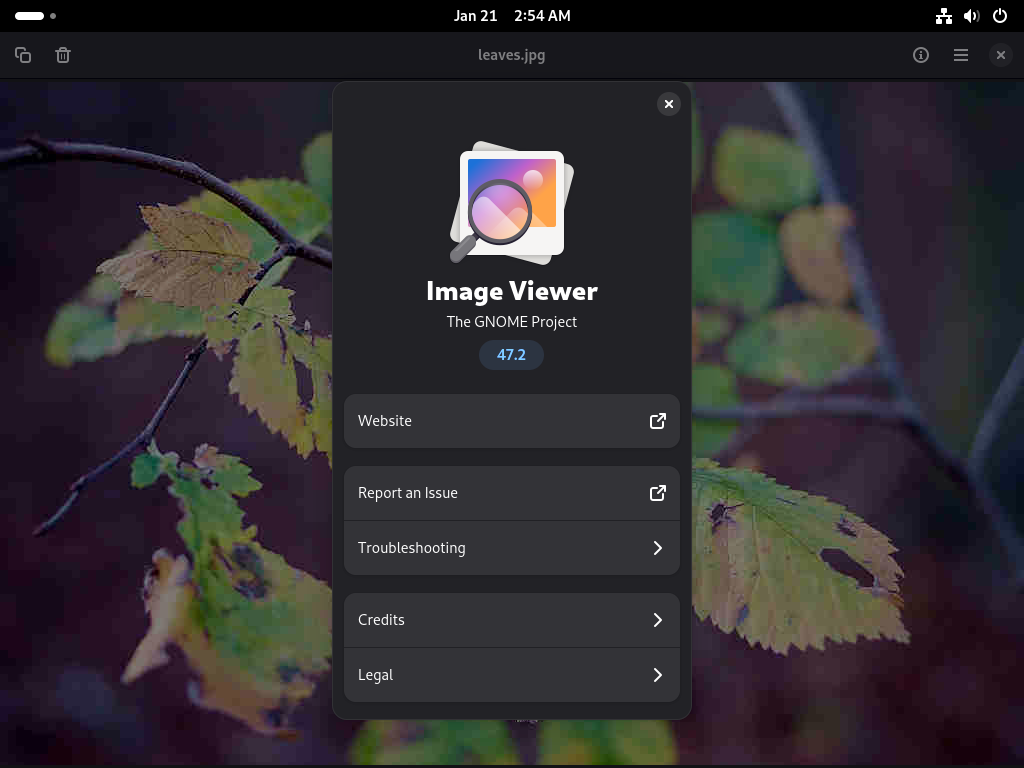 Jan 21 2:54 AM
leaves.jpg
Image Viewer
The GNOME Project
47.2
Website
Report an Issue
Troubleshooting
Credits
Legal